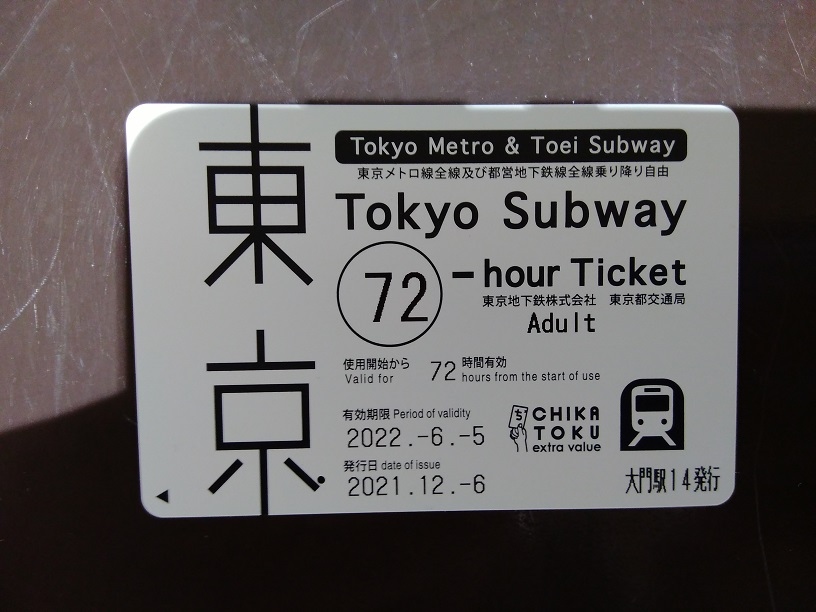 東京
Tokyo Metro & Toei Subway
東京メトロ線全線及び都営地下鉄線全線乗り降り自由
Tokyo Subway
72-hour Ticket
東京地下鉄株式会社 東京都交通局
Adult
使用開始から 72 時間有効
Valid for 72 hours from the start of use
有効期限 Period of validity
2022.-6.-5
発行日 date of issue
2021.12.-6
ち
CHIKA
TOKU
extra value
大門駅14発行